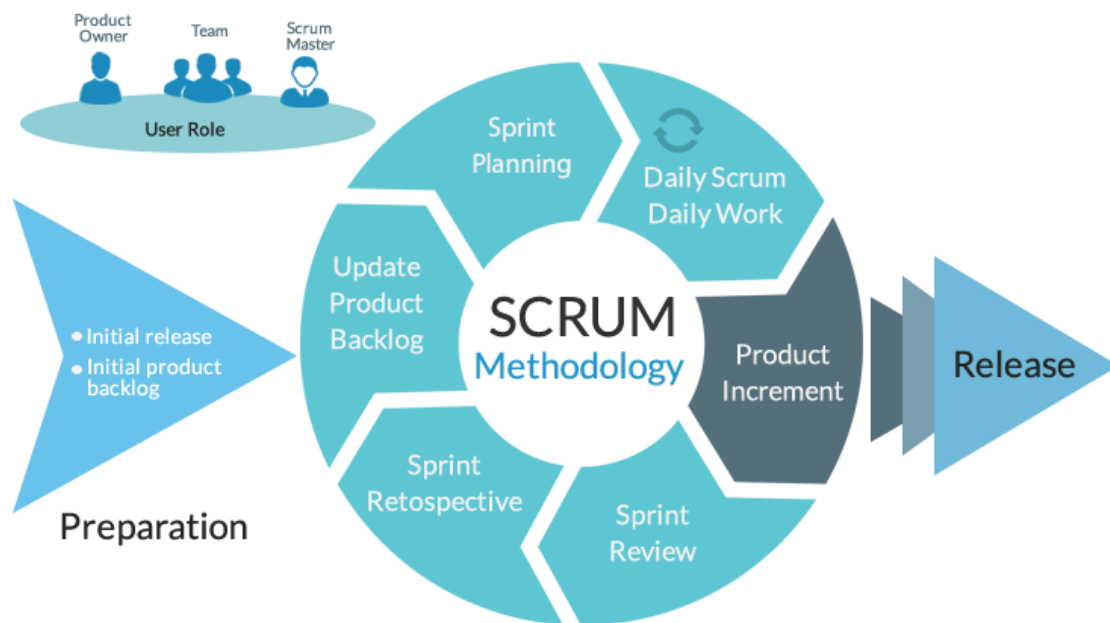 Product
Owner
Team
Scrum
Master
User Role
Sprint
Planning
Daily Scrum
Daily Work
Update
Product
Backlog
SCRUM
Methodology
Product
Increment
Sprint
Retospective
Sprint
Review
Initial release
Initial product
backlog
Preparation
Release